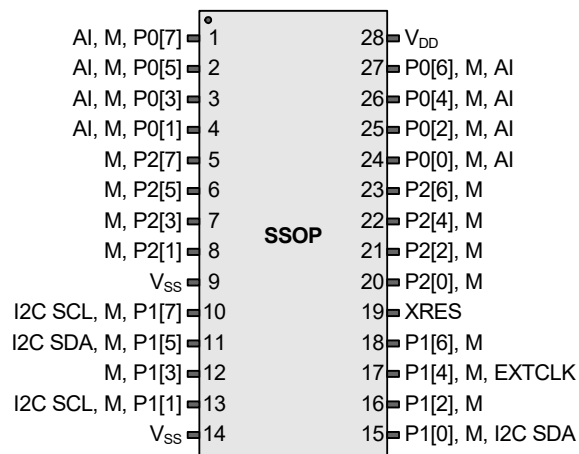 AI, M, P0[7] 1 28 VDD
AI, M, P0[5] 2 27 P0[6], M, AI
AI, M, P0[3] 3 26 P0[4], M, AI
AI, M, P0[1] 4 25 P0[2], M, AI
M, P2[7] 5 24 P0[0], M, AI
M, P2[5] 6 23 P2[6], M
M, P2[3] 7 22 P2[4], M
SSOP
M, P2[1] 8 21 P2[2], M
VSS 9 20 P2[0], M
I2C SCL, M, P1[7] 10 19 XRES
I2C SDA, M, P1[5] 11 18 P1[6], M
M, P1[3] 12 17 P1[4], M, EXTCLK
I2C SCL, M, P1[1] 13 16 P1[2], M
VSS 14 15 P1[0], M, I2C SDA